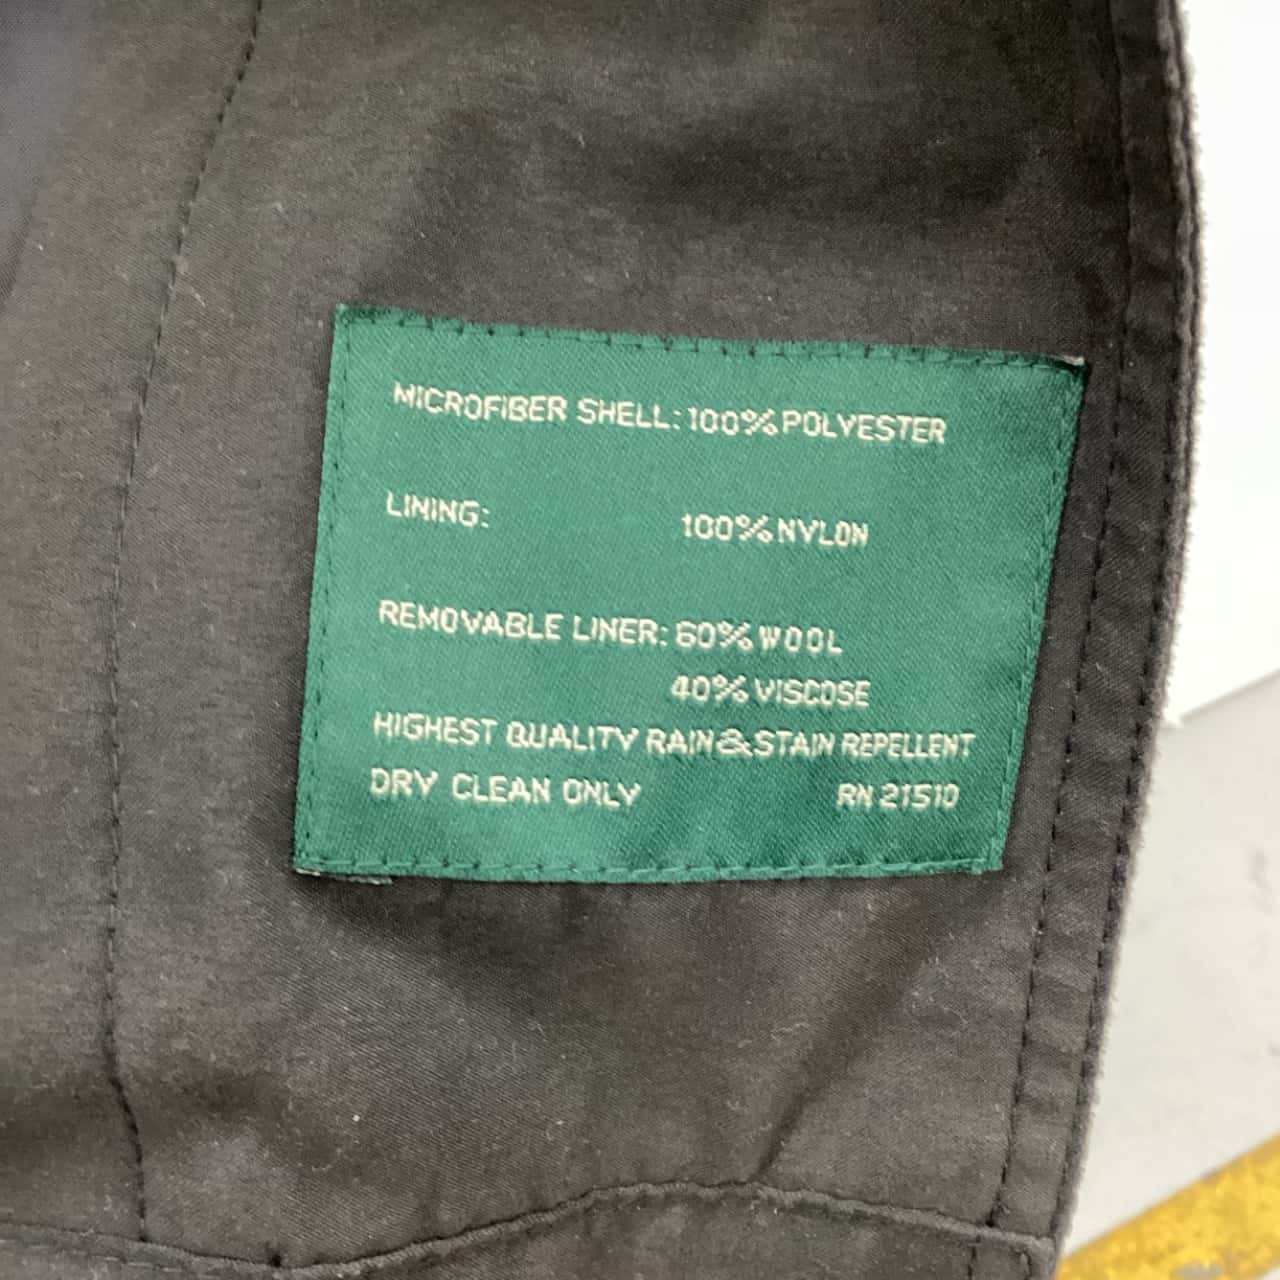 MICROFIBER SHELL: 100% POLYESTER
LINING: 100% NYLON
REMOVABLE LINER: 60% WOOL
40% VISCOSE
HIGHEST QUALITY RAIN & STAIN REPELLENT
DRY CLEAN ONLY RN 21510